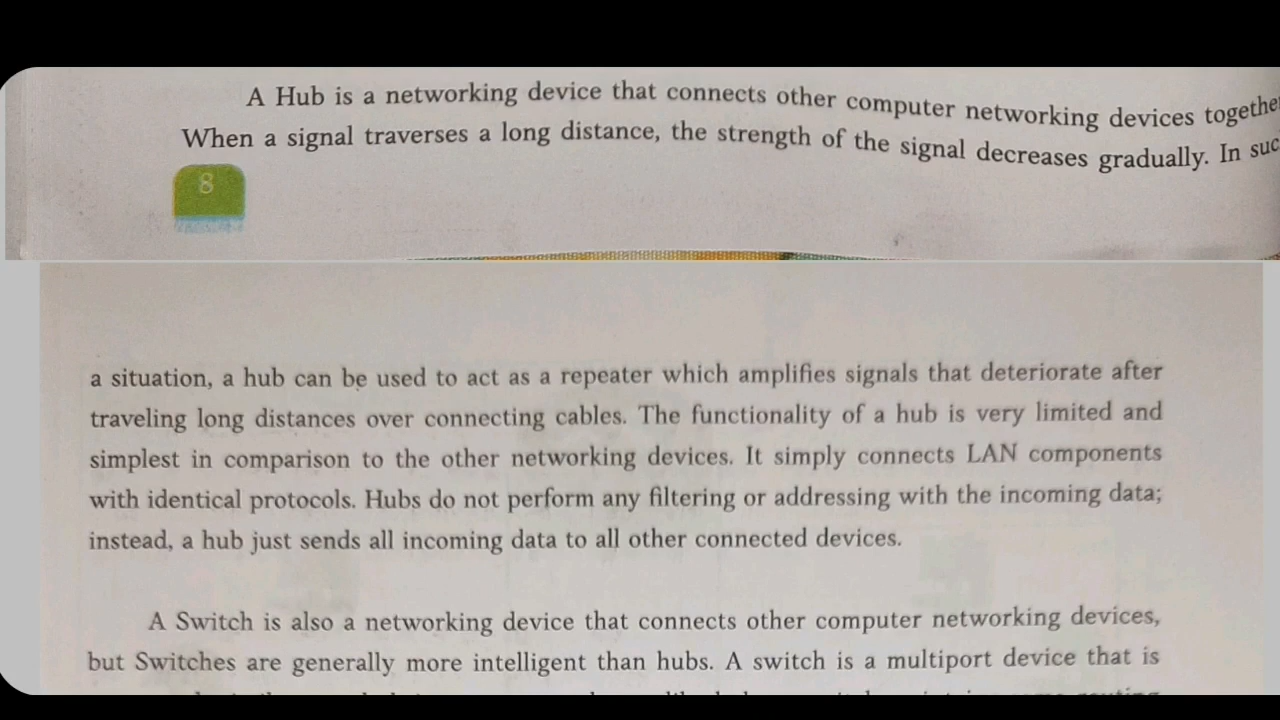 A Hub is a networking device that connects other computer networking devices together
When a signal traverses a long distance, the strength of the signal decreases gradually. In suc
8
a situation, a hub can be used to act as a repeater which amplifies signals that deteriorate after
traveling long distances over connecting cables. The functionality of a hub is very limited and
simplest in comparison to the other networking devices. It simply connects LAN components
with identical protocols. Hubs do not perform any filtering or addressing with the incoming data;
instead, a hub just sends all incoming data to all other connected devices.
A Switch is also a networking device that connects other computer networking devices,
but Switches are generally more intelligent than hubs. A switch is a multiport device that is